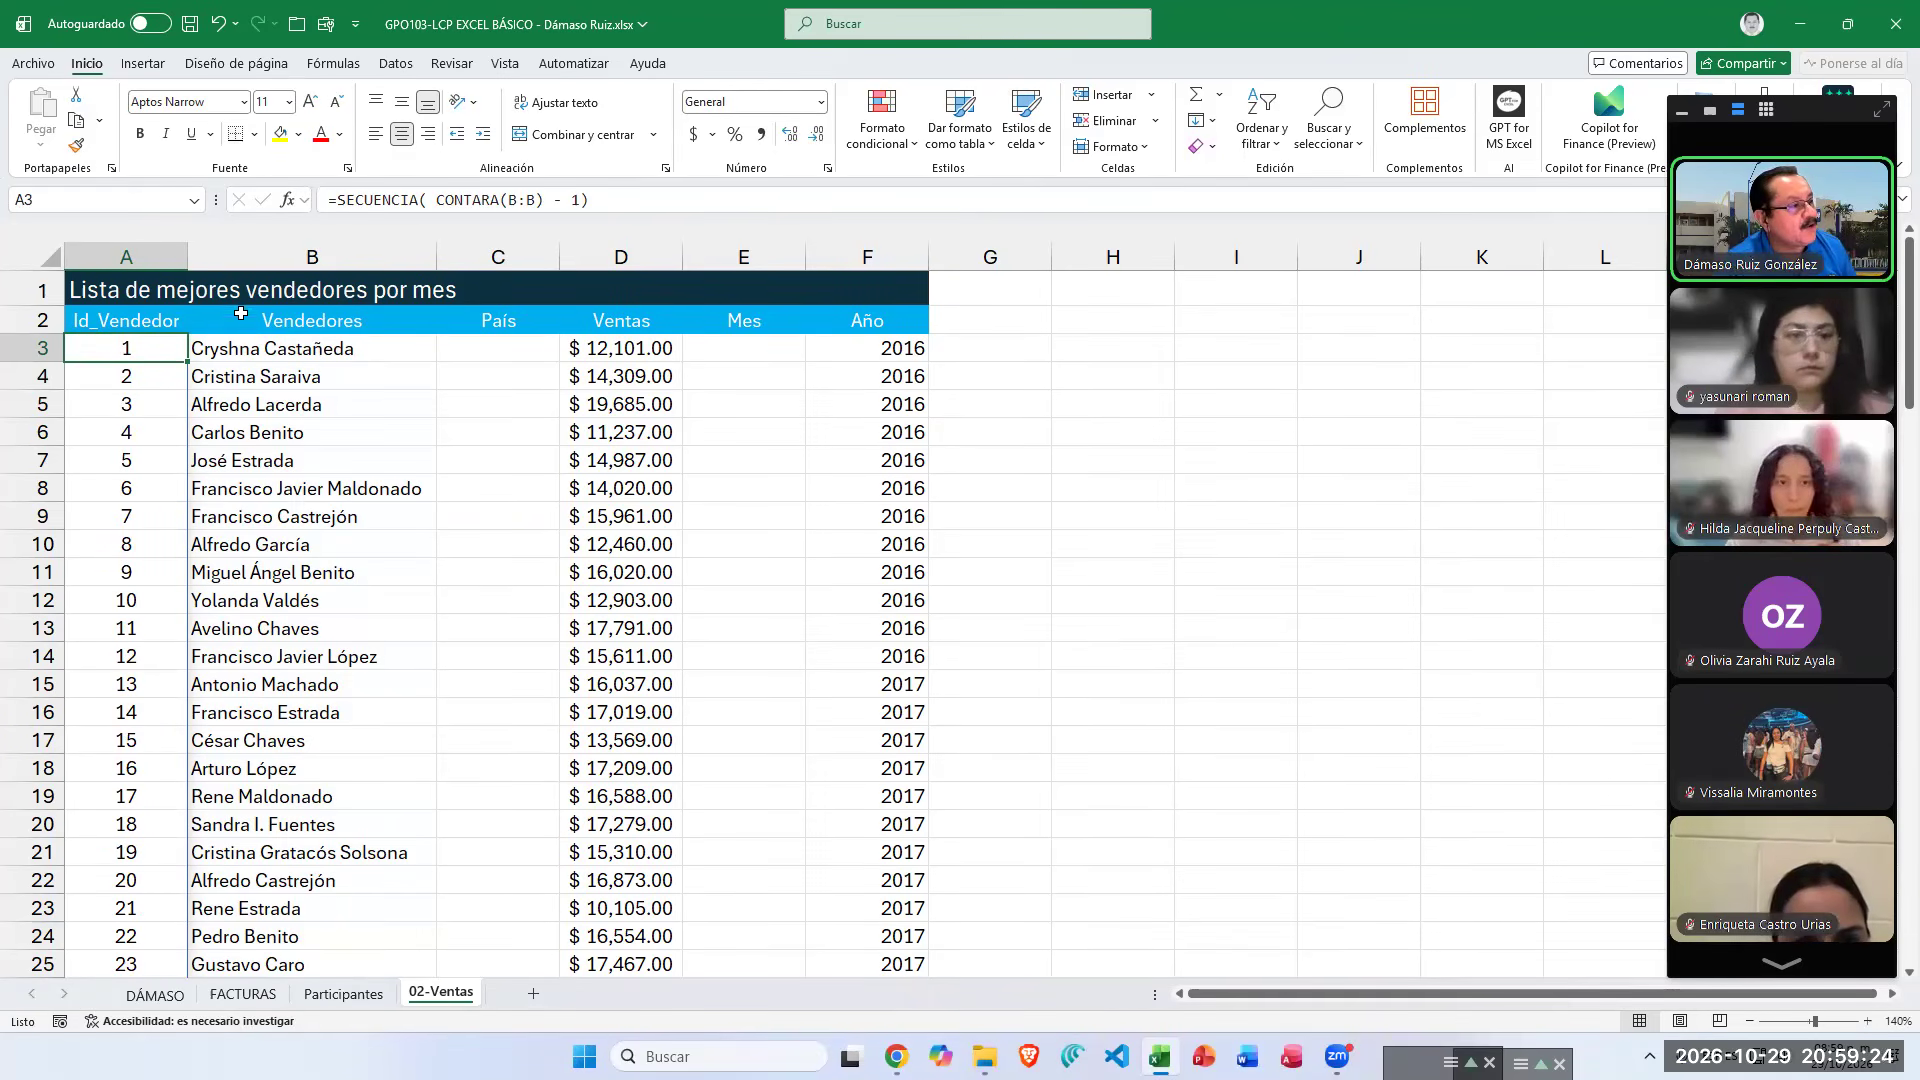 Autoguardado
GPO103-LCP EXCEL BÁSICO - Dámaso Ruiz.xlsx
Buscar
Archivo Inicio Insertar Diseño de página Fórmulas Datos Revisar Vista Automatizar Ayuda
Comentarios Compartir Ponerse al día
Pegar
Portapapeles
Aptos Narrow 11
N K S
Fuente
Ajustar texto
Combinar y centrar
Alineación
General
$ % ,
Número
Formato condicional
Dar formato como tabla
Estilos de celda
Estilos
Insertar
Eliminar
Formato
Celdas
Ordenar y filtrar
Buscar y seleccionar
Edición
Complementos
Complementos
GPT for MS Excel
AI
Copilot for Finance (Preview)
Copilot for Finance (Pre
A3 fx =SECUENCIA( CONTARA(B:B) - 1)
A B C D E F G H I J K L
1 Lista de mejores vendedores por mes
2 Id_Vendedor Vendedores País Ventas Mes Año
3 1 Cryshna Castañeda $ 12,101.00 2016
4 2 Cristina Saraiva $ 14,309.00 2016
5 3 Alfredo Lacerda $ 19,685.00 2016
6 4 Carlos Benito $ 11,237.00 2016
7 5 José Estrada $ 14,987.00 2016
8 6 Francisco Javier Maldonado $ 14,020.00 2016
9 7 Francisco Castrejón $ 15,961.00 2016
10 8 Alfredo García $ 12,460.00 2016
11 9 Miguel Ángel Benito $ 16,020.00 2016
12 10 Yolanda Valdés $ 12,903.00 2016
13 11 Avelino Chaves $ 17,791.00 2016
14 12 Francisco Javier López $ 15,611.00 2016
15 13 Antonio Machado $ 16,037.00 2017
16 14 Francisco Estrada $ 17,019.00 2017
17 15 César Chaves $ 13,569.00 2017
18 16 Arturo López $ 17,209.00 2017
19 17 Rene Maldonado $ 16,588.00 2017
20 18 Sandra I. Fuentes $ 17,279.00 2017
21 19 Cristina Gratacós Solsona $ 15,310.00 2017
22 20 Alfredo Castrejón $ 16,873.00 2017
23 21 Rene Estrada $ 10,105.00 2017
24 22 Pedro Benito $ 16,554.00 2017
25 23 Gustavo Caro $ 17,467.00 2017
Dámaso Ruiz González
yasunari roman
Hilda Jacqueline Perpuly Cast...
OZ
Olivia Zarahi Ruiz Ayala
Vissalia Miramontes
Enriqueta Castro Urias
DÁMASO FACTURAS Participantes 02-Ventas
Listo Accesibilidad: es necesario investigar 140%
Buscar
zm
2026-10-29 20:59:24